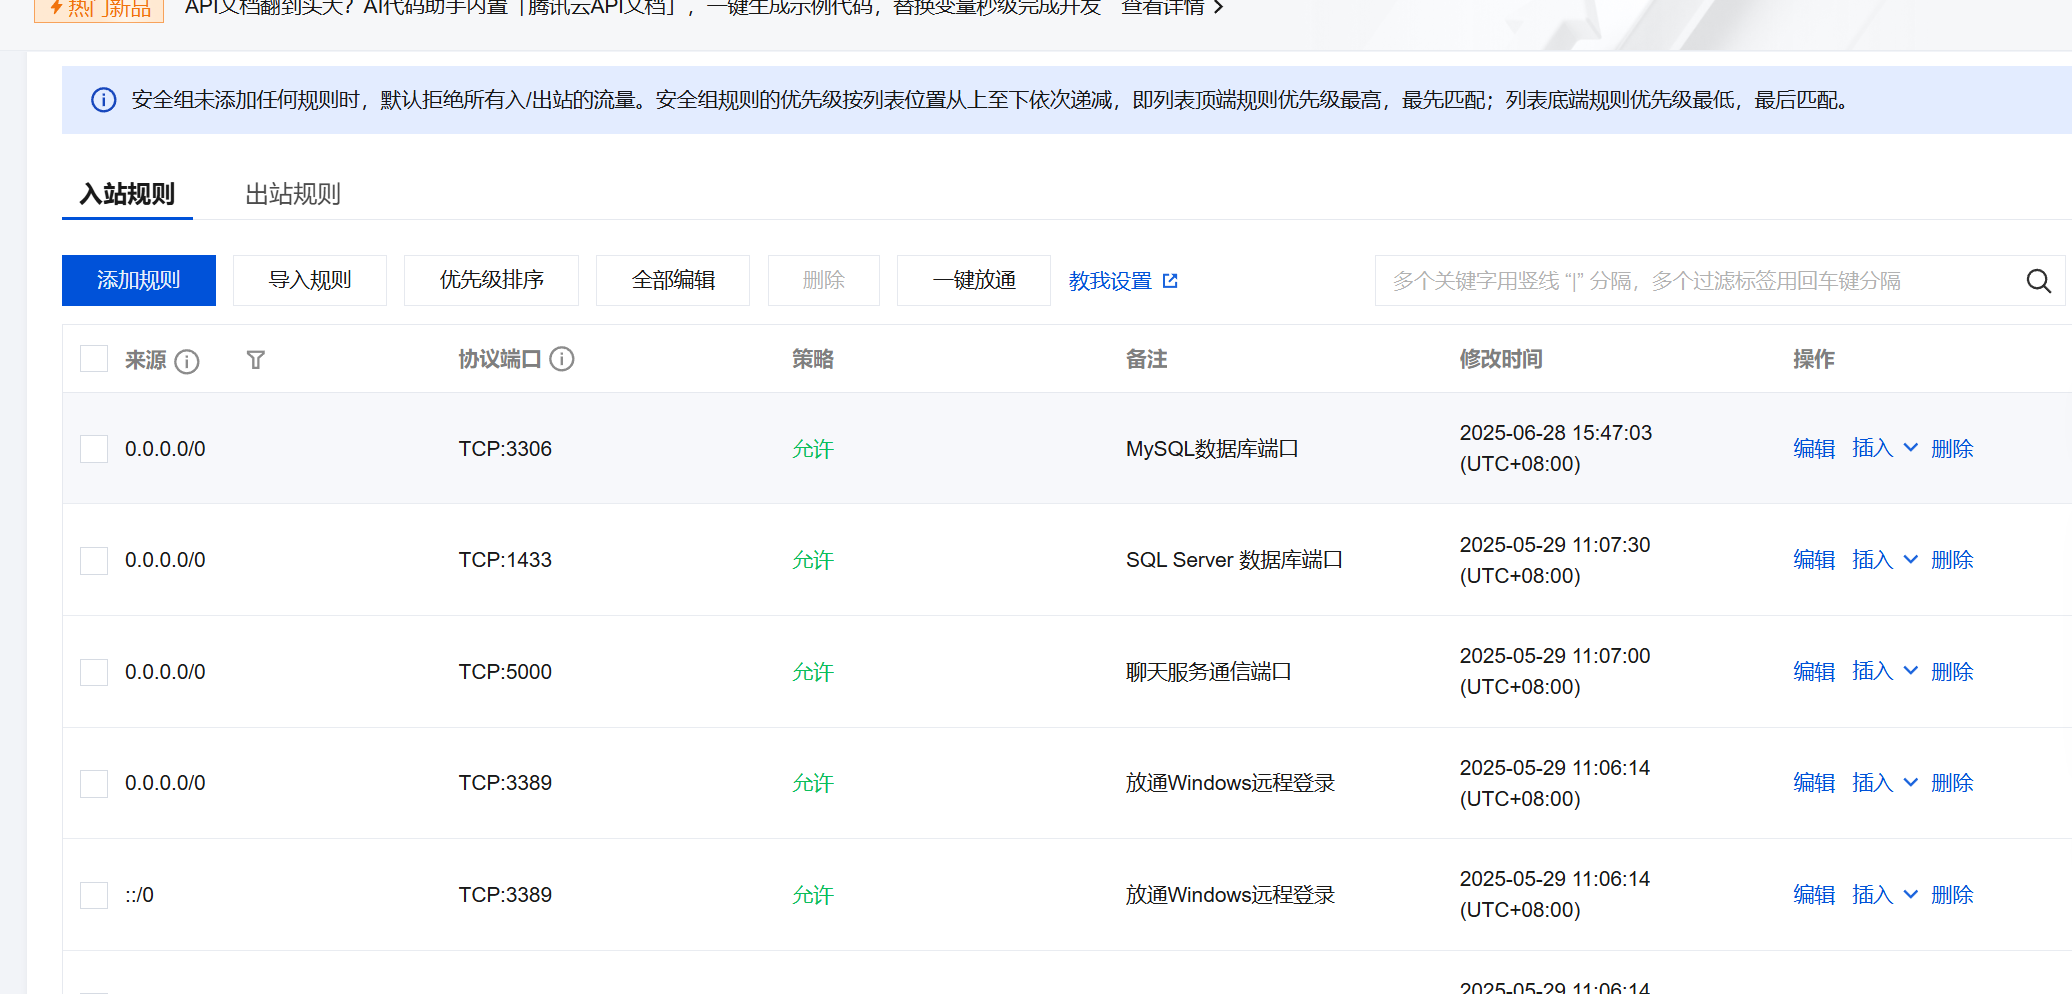 热门新品 API文档翻到头大？AI代码助手内置「腾讯云API文档」，一键生成示例代码，替换变量秒级完成开发 查看详情
安全组未添加任何规则时，默认拒绝所有入/出站的流量。安全组规则的优先级按列表位置从上至下依次递减，即列表顶端规则优先级最高，最先匹配；列表底端规则优先级最低，最后匹配。
入站规则 出站规则
添加规则 导入规则 优先级排序 全部编辑 删除 一键放通 教我设置 多个关键字用竖线 “|” 分隔，多个过滤标签用回车键分隔
来源 协议端口 策略 备注 修改时间 操作
0.0.0.0/0 TCP:3306 允许 MySQL数据库端口 2025-06-28 15:47:03 (UTC+08:00) 编辑 插入 删除
0.0.0.0/0 TCP:1433 允许 SQL Server 数据库端口 2025-05-29 11:07:30 (UTC+08:00) 编辑 插入 删除
0.0.0.0/0 TCP:5000 允许 聊天服务通信端口 2025-05-29 11:07:00 (UTC+08:00) 编辑 插入 删除
0.0.0.0/0 TCP:3389 允许 放通Windows远程登录 2025-05-29 11:06:14 (UTC+08:00) 编辑 插入 删除
::/0 TCP:3389 允许 放通Windows远程登录 2025-05-29 11:06:14 (UTC+08:00) 编辑 插入 删除
2025-05-29 11:06:14